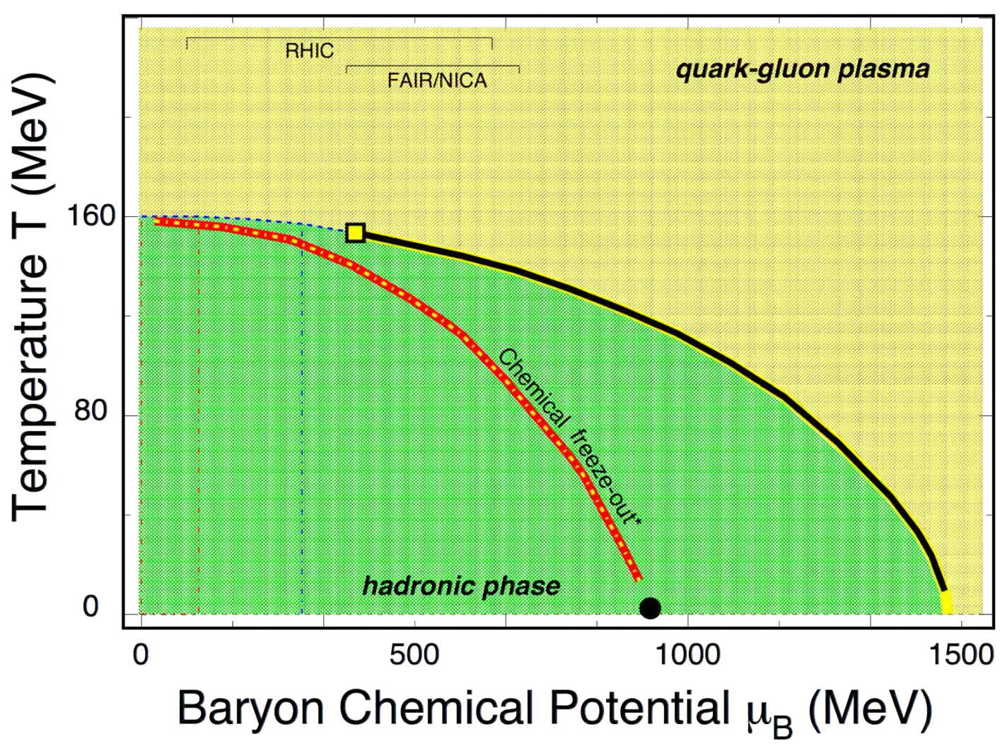 RHIC
FAIR/NICA
quark-gluon plasma
Temperature T (MeV)
160
80
0
Chemical freeze-out*
hadronic phase
0 500 1000 1500
Baryon Chemical Potential μB (MeV)